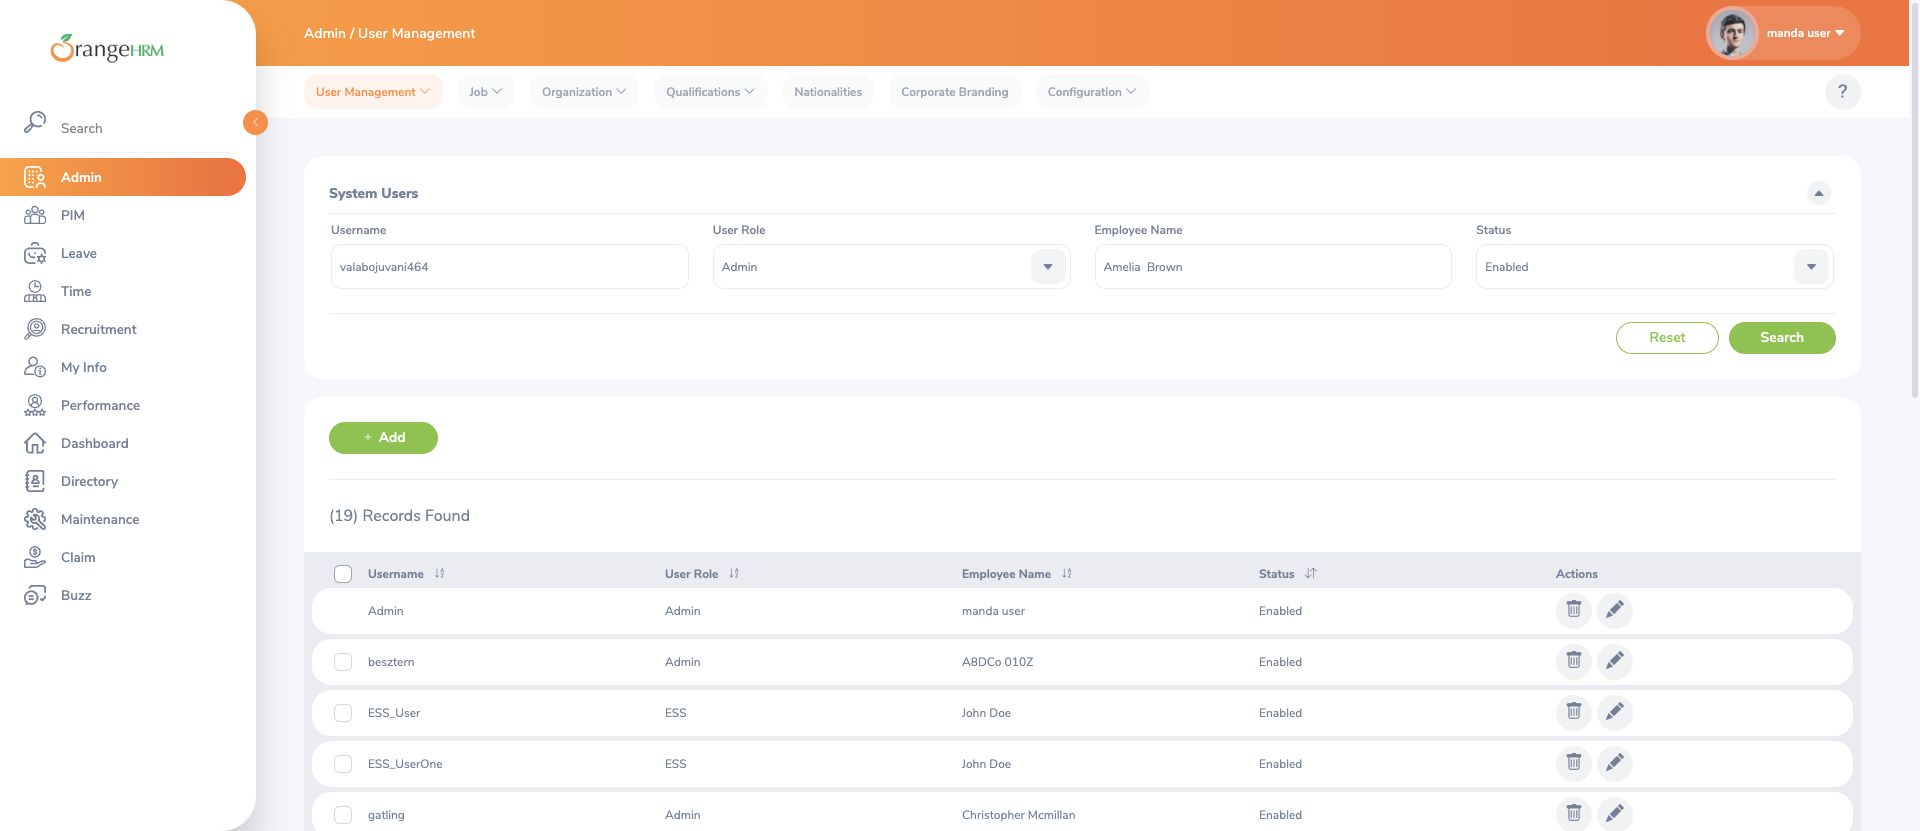 OrangeHRM
Admin / User Management
manda user
User Management
Job
Organization
Qualifications
Nationalities
Corporate Branding
Configuration
?
Search
Admin
PIM
Leave
Time
Recruitment
My Info
Performance
Dashboard
Directory
Maintenance
Claim
Buzz
System Users
Username
User Role
Employee Name
Status
valabojuvani464
Admin
Amelia  Brown
Enabled
Reset
Search
+ Add
(19) Records Found
Username User Role Employee Name Status Actions
Admin Admin manda user Enabled
besztern Admin A8DCo 010Z Enabled
ESS_User ESS John Doe Enabled
ESS_UserOne ESS John Doe Enabled
gatling Admin Christopher Mcmillan Enabled